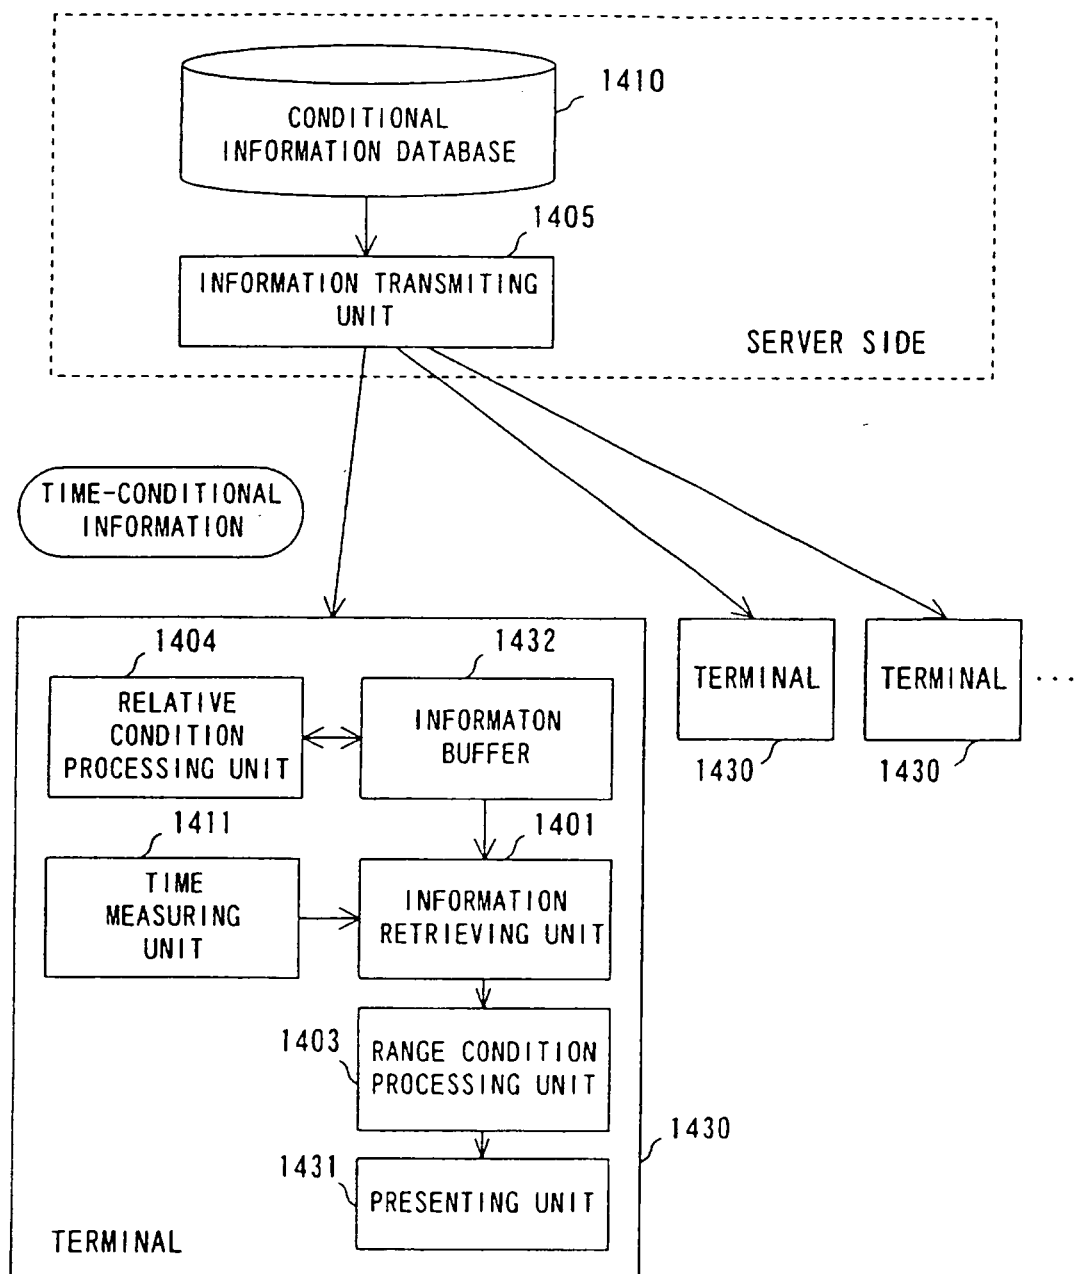 1410
CONDITIONAL
INFORMATION DATABASE
1405
INFORMATION TRANSMITING
UNIT
SERVER SIDE
TIME-CONDITIONAL
INFORMATION
1404
RELATIVE
CONDITION
PROCESSING UNIT
1432
INFORMATON
BUFFER
TERMINAL
1430
TERMINAL
1430
...
1411
TIME
MEASURING
UNIT
1401
INFORMATION
RETRIEVING UNIT
1403
RANGE CONDITION
PROCESSING UNIT
1430
1431
PRESENTING UNIT
TERMINAL